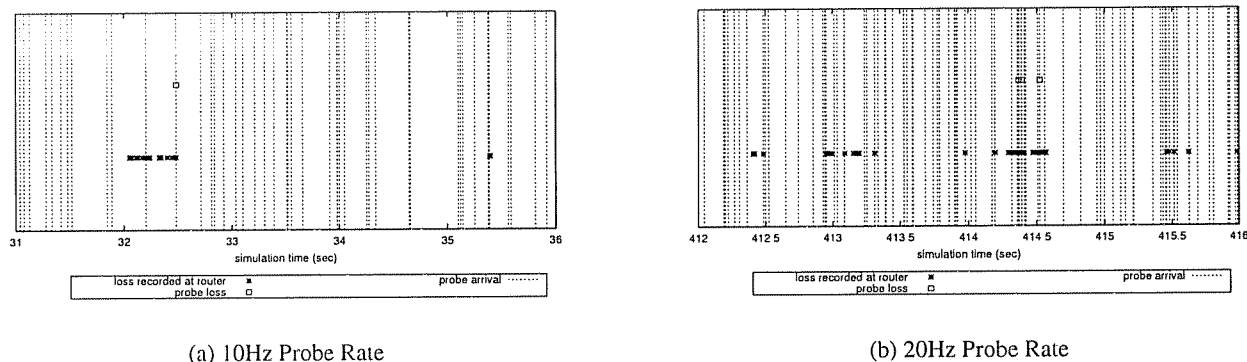 31 32 33 34 35 36
simulation time (sec)
loss recorded at router
probe loss
probe arrival
(a) 10Hz Probe Rate
412 412 5 413 413 5 414 414 5 415 415 5 416
simulation time (sec)
loss recorded at router
probe loss
probe arrival
(b) 20Hz Probe Rate